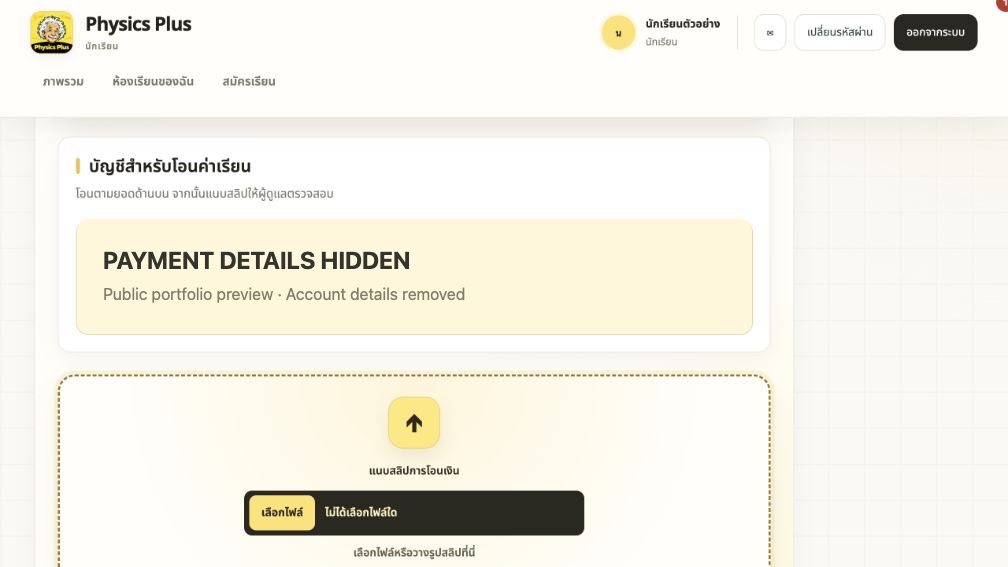 Physics Plus
นักเรียน
Physics Plus
น
นักเรียนตัวอย่าง
นักเรียน
เปลี่ยนรหัสผ่าน
ออกจากระบบ
ภาพรวม
ห้องเรียนของฉัน
สมัครเรียน
บัญชีสำหรับโอนค่าเรียน
โอนตามยอดด้านบน จากนั้นแนบสลิปให้ผู้ดูแลตรวจสอบ
PAYMENT DETAILS HIDDEN
Public portfolio preview · Account details removed
แนบสลิปการโอนเงิน
เลือกไฟล์ ไม่ได้เลือกไฟล์ใด
เลือกไฟล์หรือวางรูปสลิปที่นี่